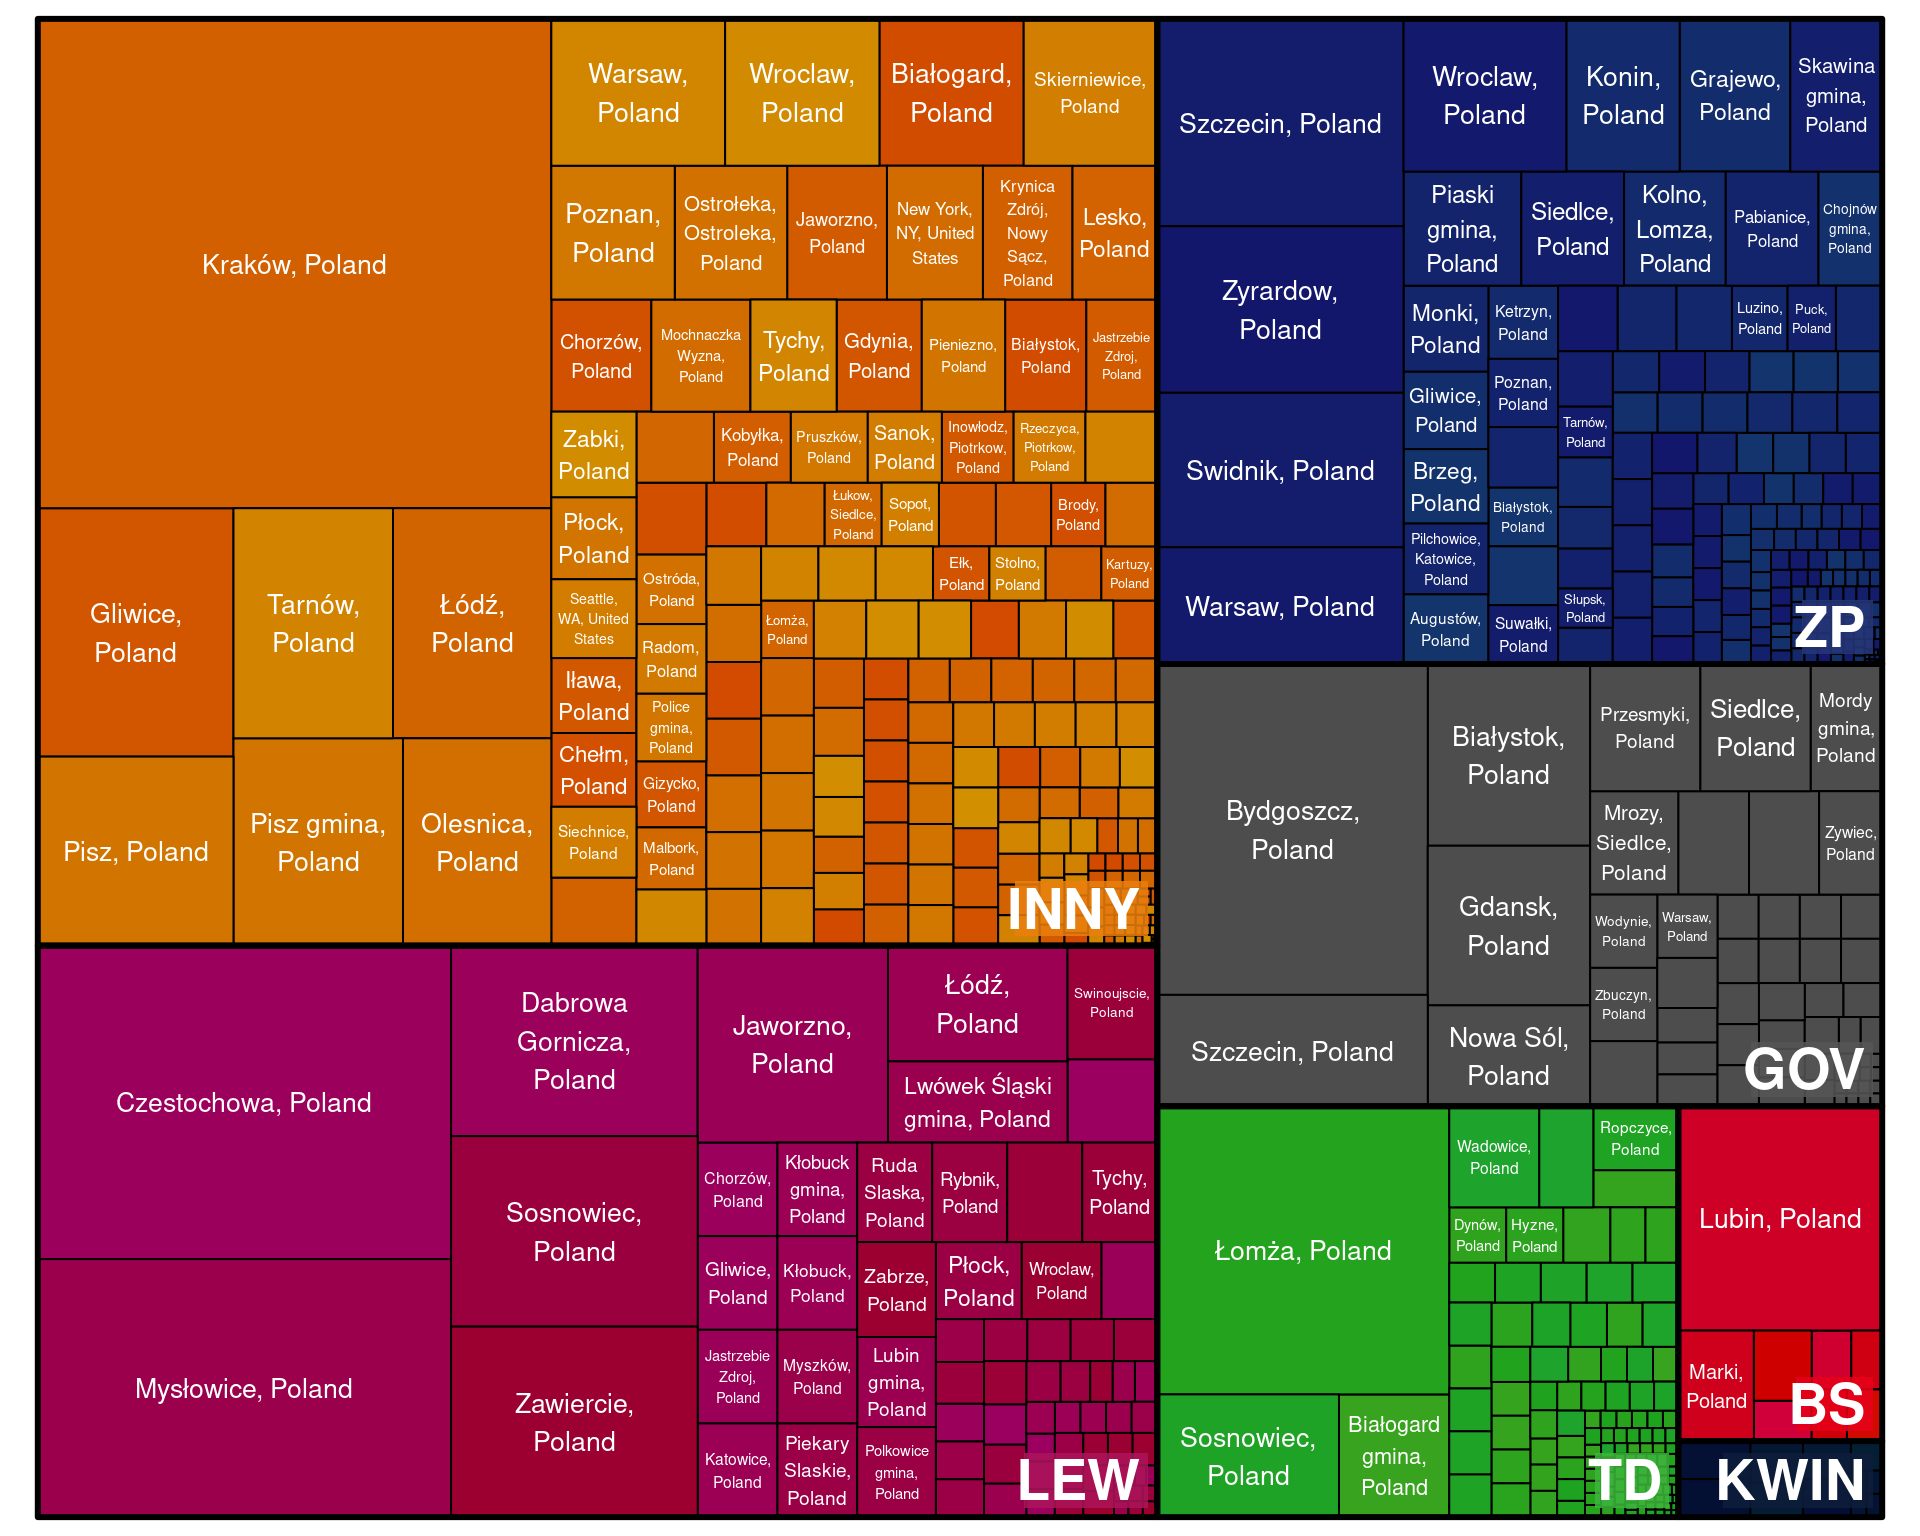 Kraków, Poland
Gliwice,
Poland
Tarnów,
Poland
Łódź,
Poland
Pisz, Poland
Pisz gmina,
Poland
Olesnica,
Poland
Warsaw,
Poland
Wroclaw,
Poland
Białogard,
Poland
Skierniewice,
Poland
Poznan,
Poland
Ostrołeka,
Ostroleka,
Poland
Jaworzno,
Poland
New York,
NY, United
States
Krynica
Zdrój,
Nowy
Sącz,
Poland
Lesko,
Poland
Chorzów,
Poland
Mochnaczka
Wyzna,
Poland
Tychy,
Poland
Gdynia,
Poland
Pieniezno,
Poland
Białystok,
Poland
Jastrzebie
Zdroj,
Poland
Zabki,
Poland
Płock,
Poland
Seattle,
WA, United
States
Iława,
Poland
Chełm,
Poland
Siechnice,
Poland
Kobyłka,
Poland
Pruszków,
Poland
Sanok,
Poland
Inowłodz,
Piotrkow,
Poland
Rzeczyca,
Piotrkow,
Poland
Łukow,
Siedlce,
Poland
Sopot,
Poland
Brody,
Poland
Ostróda,
Poland
Radom,
Poland
Police
gmina,
Poland
Gizycko,
Poland
Malbork,
Poland
Ełk,
Poland
Stolno,
Poland
Kartuzy,
Poland
Łomża,
Poland
INNY
Szczecin, Poland
Zyrardow,
Poland
Swidnik, Poland
Warsaw, Poland
Wroclaw,
Poland
Konin,
Poland
Grajewo,
Poland
Skawina
gmina,
Poland
Piaski
gmina,
Poland
Siedlce,
Poland
Kolno,
Lomza,
Poland
Pabianice,
Poland
Chojnów
gmina,
Poland
Monki,
Poland
Gliwice,
Poland
Brzeg,
Poland
Pilchowice,
Katowice,
Poland
Augustów,
Poland
Ketrzyn,
Poland
Poznan,
Poland
Białystok,
Poland
Suwałki,
Poland
Luzino,
Poland
Puck,
Poland
Tarnów,
Poland
Słupsk,
Poland
ZP
Bydgoszcz,
Poland
Szczecin, Poland
Białystok,
Poland
Gdansk,
Poland
Nowa Sól,
Poland
Przesmyki,
Poland
Siedlce,
Poland
Mordy
gmina,
Poland
Mrozy,
Siedlce,
Poland
Zywiec,
Poland
Wodynie,
Poland
Warsaw,
Poland
Zbuczyn,
Poland
GOV
Czestochowa, Poland
Mysłowice, Poland
Dabrowa
Gornicza,
Poland
Sosnowiec,
Poland
Zawiercie,
Poland
Jaworzno,
Poland
Łódź,
Poland
Lwówek Śląski
gmina, Poland
Swinoujscie,
Poland
Chorzów,
Poland
Kłobuck
gmina,
Poland
Ruda
Slaska,
Poland
Rybnik,
Poland
Tychy,
Poland
Gliwice,
Poland
Kłobuck,
Poland
Zabrze,
Poland
Płock,
Poland
Wroclaw,
Poland
Jastrzebie
Zdroj,
Poland
Myszków,
Poland
Lubin
gmina,
Poland
Katowice,
Poland
Piekary
Slaskie,
Poland
Polkowice
gmina,
Poland
LEW
Łomża, Poland
Sosnowiec,
Poland
Białogard
gmina,
Poland
Wadowice,
Poland
Ropczyce,
Poland
Dynów,
Poland
Hyzne,
Poland
TD
Lubin, Poland
Marki,
Poland
BS
KWIN